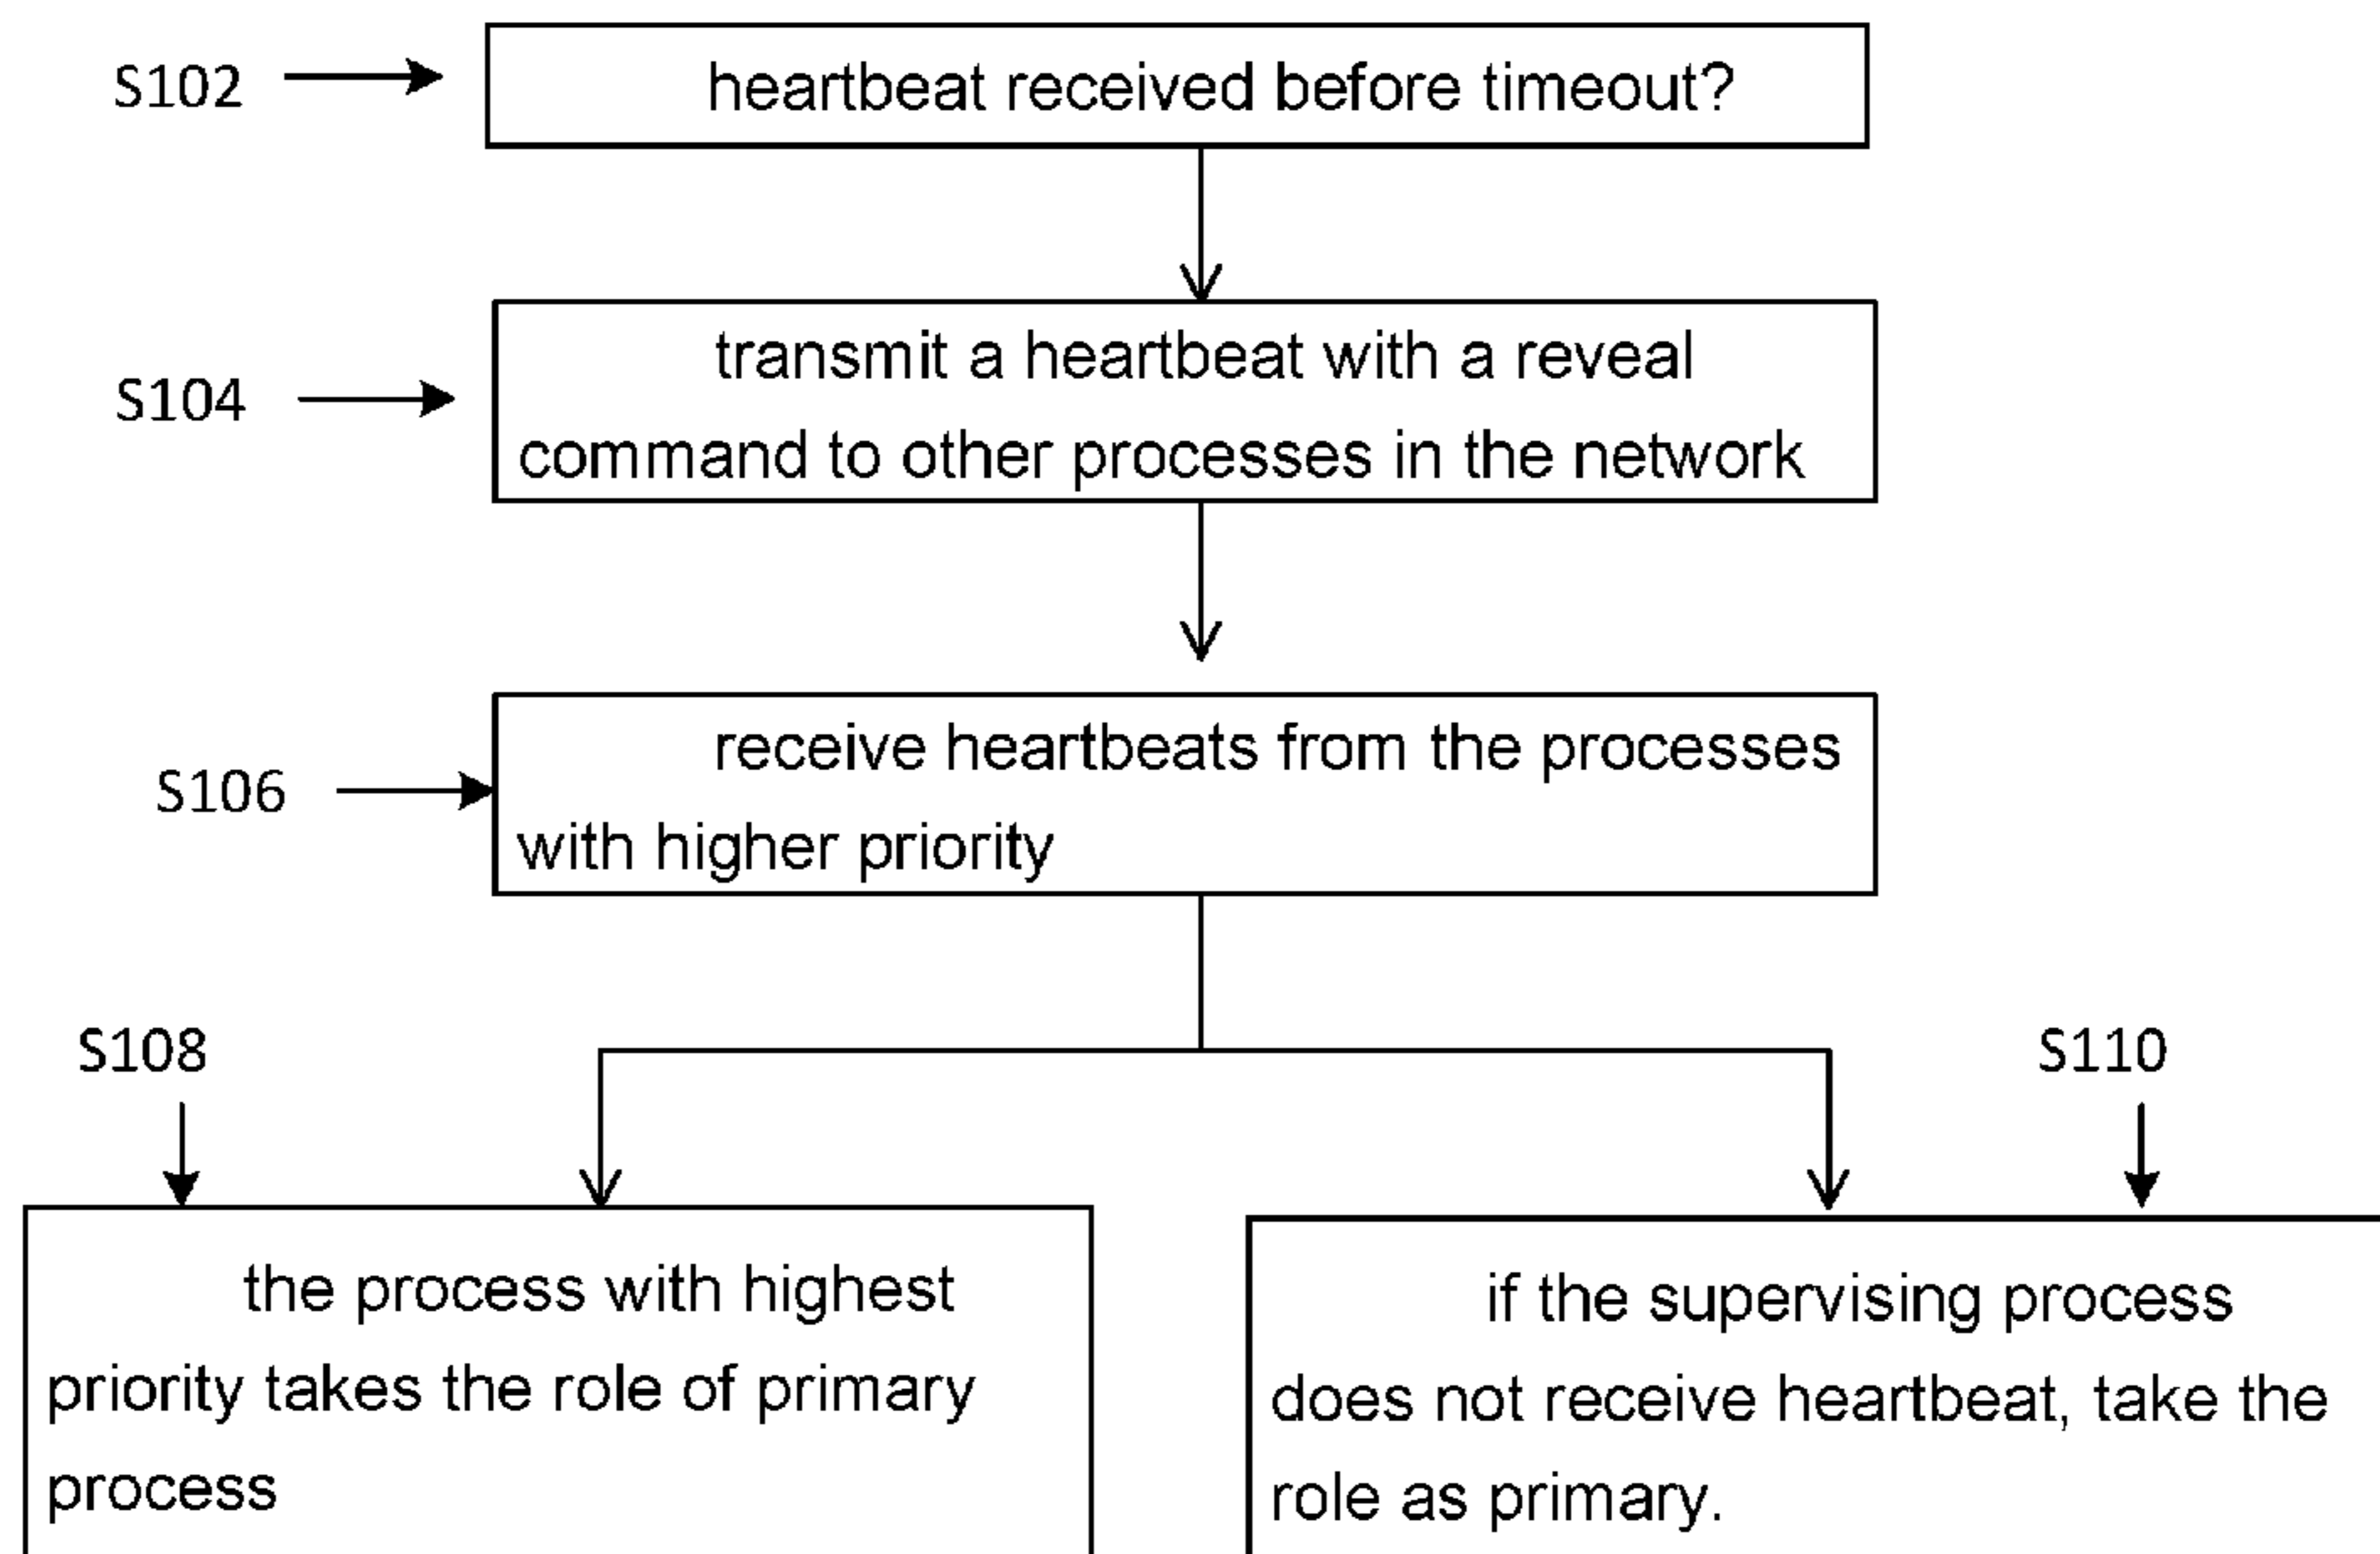 S102
heartbeat received before timeout?
S104
transmit a heartbeat with a reveal
command to other processes in the network
S106
receive heartbeats from the processes
with higher priority
S108
S110
the process with highest
priority takes the role of primary
process
if the supervising process
does not receive heartbeat, take the
role as primary.